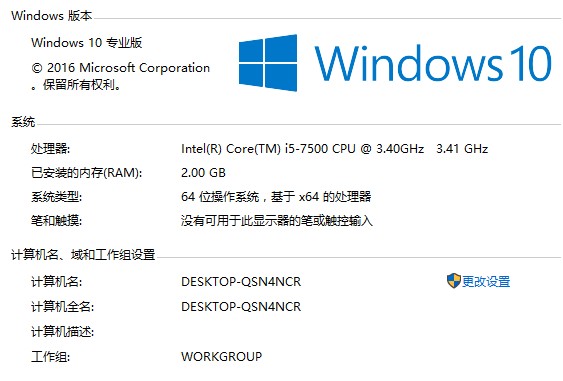 Windows 版本
Windows 10 专业版
© 2016 Microsoft Corporation
。保留所有权利。
Windows 10
系统
处理器: Intel(R) Core(TM) i5-7500 CPU @ 3.40GHz 3.41 GHz
已安装的内存(RAM): 2.00 GB
系统类型: 64 位操作系统，基于 x64 的处理器
笔和触摸: 没有可用于此显示器的笔或触控输入
计算机名、域和工作组设置
计算机名: DESKTOP-QSN4NCR 更改设置
计算机全名: DESKTOP-QSN4NCR
计算机描述:
工作组: WORKGROUP